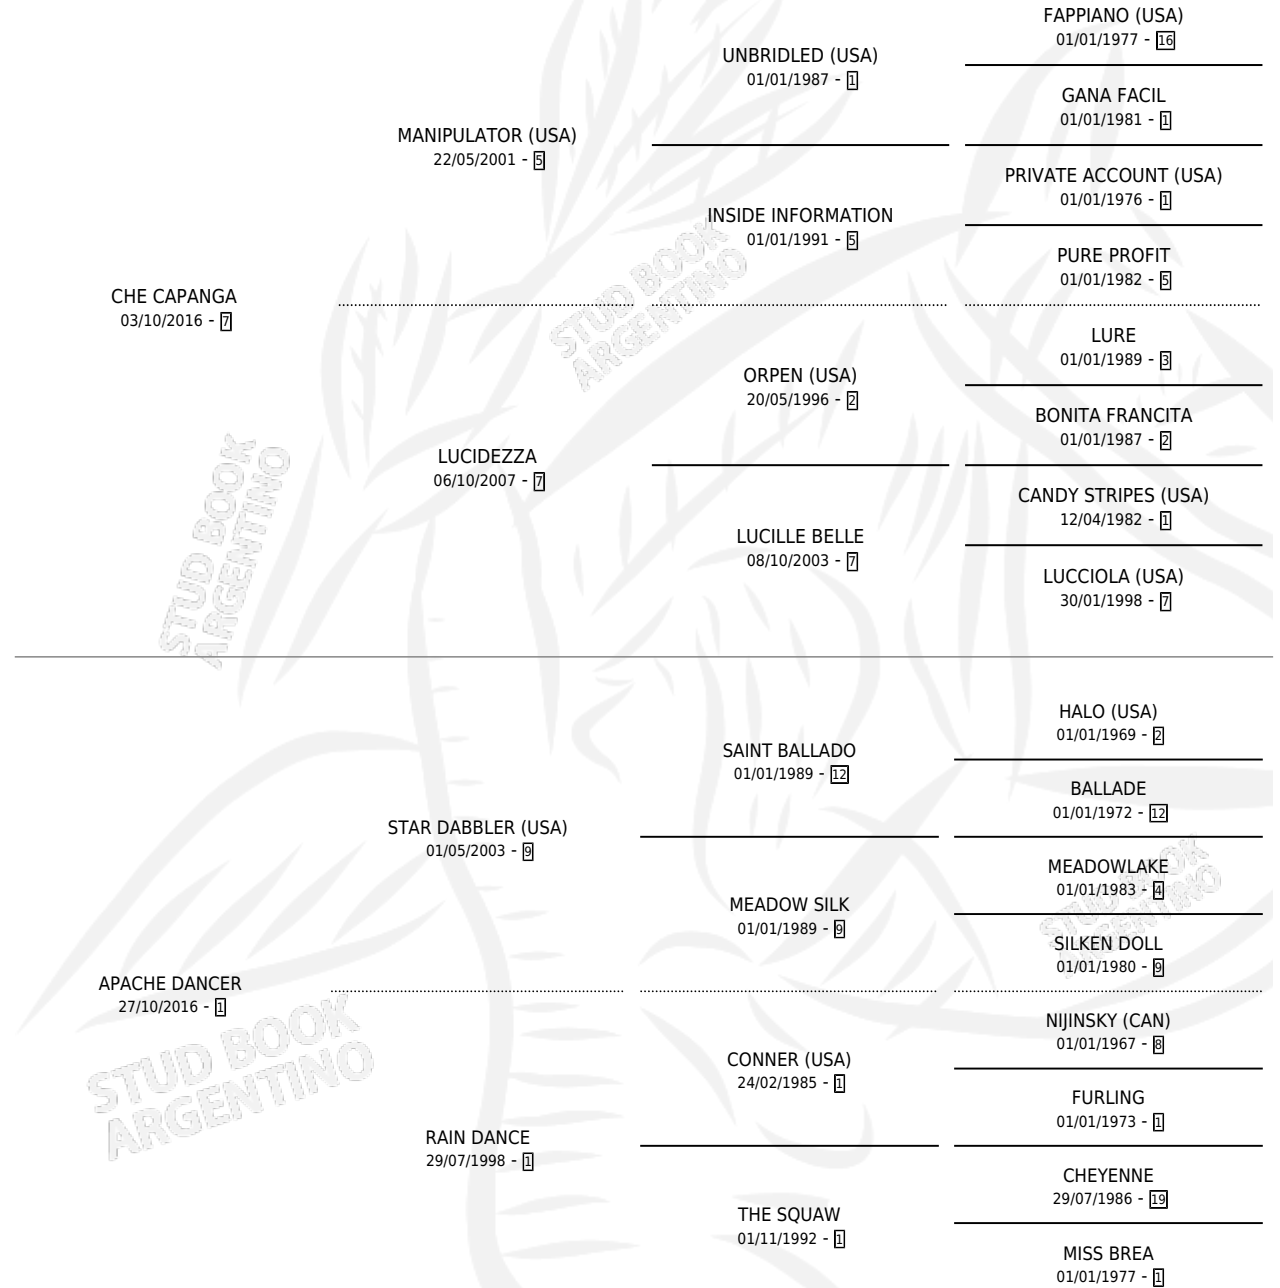 FAPPIANO (USA)
01/01/1977 - 16
UNBRIDLED (USA)
01/01/1987 - 1
GANA FACIL
01/01/1981 - 1
MANIPULATOR (USA)
22/05/2001 - 5
PRIVATE ACCOUNT (USA)
01/01/1976 - 1
INSIDE INFORMATION
01/01/1991 - 5
PURE PROFIT
01/01/1982 - 5
CHE CAPANGA
03/10/2016 - 7
LURE
01/01/1989 - 3
ORPEN (USA)
20/05/1996 - 2
BONITA FRANCITA
01/01/1987 - 2
LUCIDEZZA
06/10/2007 - 7
CANDY STRIPES (USA)
12/04/1982 - 1
LUCILLE BELLE
08/10/2003 - 7
LUCCIOLA (USA)
30/01/1998 - 7
HALO (USA)
01/01/1969 - 2
SAINT BALLADO
01/01/1989 - 12
BALLADE
01/01/1972 - 12
STAR DABBLER (USA)
01/05/2003 - 9
MEADOWLAKE
01/01/1983 - 4
MEADOW SILK
01/01/1989 - 9
SILKEN DOLL
01/01/1980 - 9
APACHE DANCER
27/10/2016 - 1
NIJINSKY (CAN)
01/01/1967 - 8
CONNER (USA)
24/02/1985 - 1
FURLING
01/01/1973 - 1
RAIN DANCE
29/07/1998 - 1
CHEYENNE
29/07/1986 - 19
THE SQUAW
01/11/1992 - 1
MISS BREA
01/01/1977 - 1
STUD BOOK
ARGENTINO
STUD BOOK
ARGENTINO
STUD BOOK
ARGENTINO
STUD BOOK
ARGENTINO